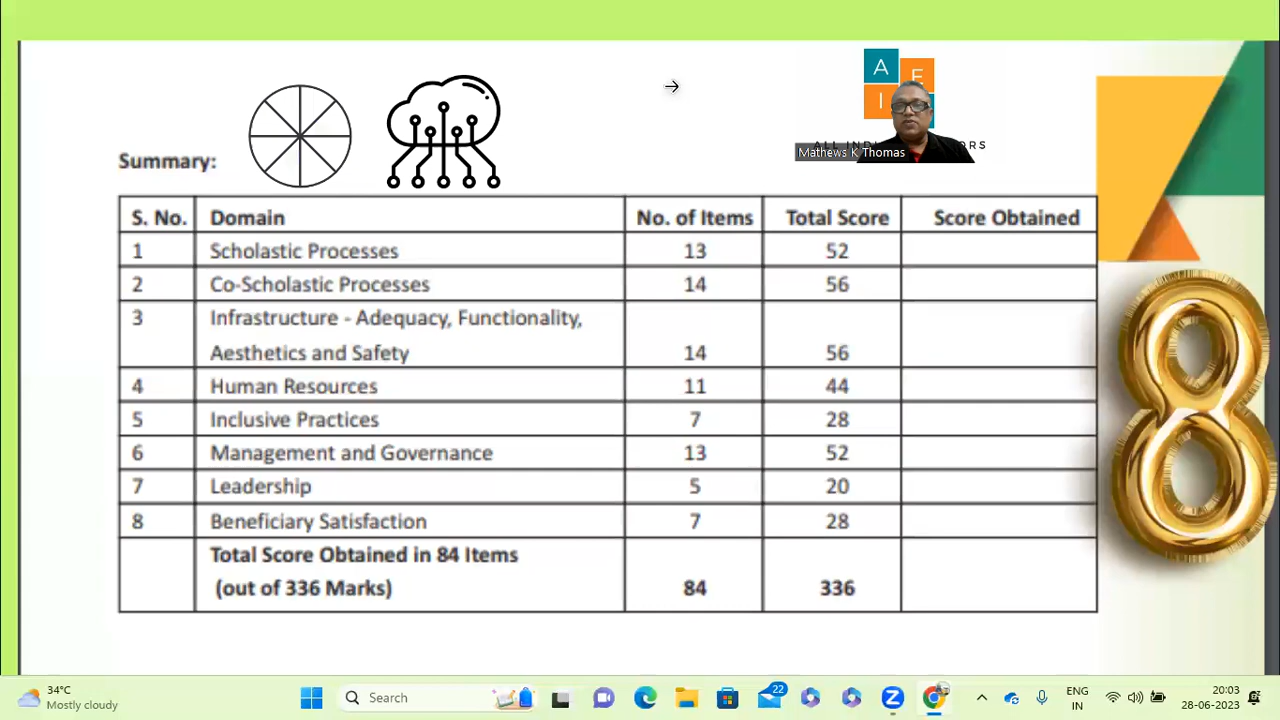 A E
I
ALL INDI ORS
Mathews K Thomas
Summary:
S. No. Domain No. of Items Total Score Score Obtained
1 Scholastic Processes 13 52
2 Co-Scholastic Processes 14 56
3 Infrastructure - Adequacy, Functionality,
Aesthetics and Safety 14 56
4 Human Resources 11 44
5 Inclusive Practices 7 28
6 Management and Governance 13 52
7 Leadership 5 20
8 Beneficiary Satisfaction 7 28
Total Score Obtained in 84 Items
(out of 336 Marks) 84 336
8
34°C
Mostly cloudy
Search
22
ENG
IN
20:03
28-06-2023